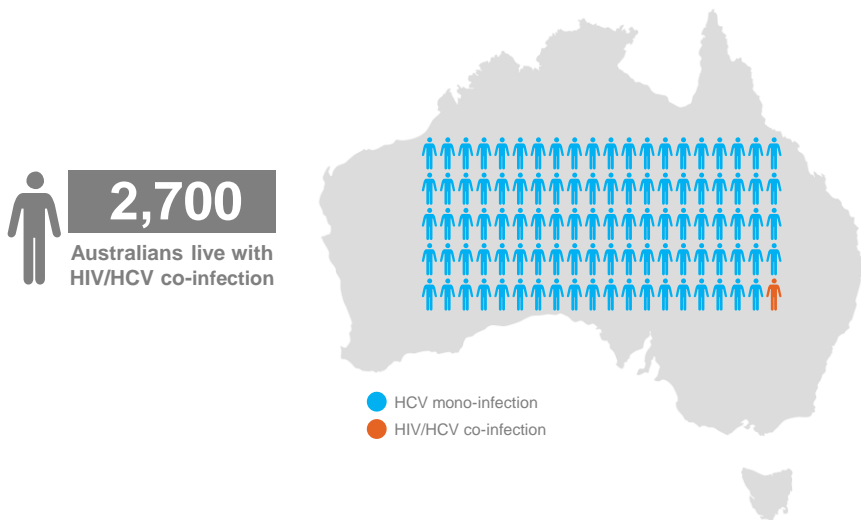 2,700
Australians live with
HIV/HCV co-infection
HCV mono-infection
HIV/HCV co-infection